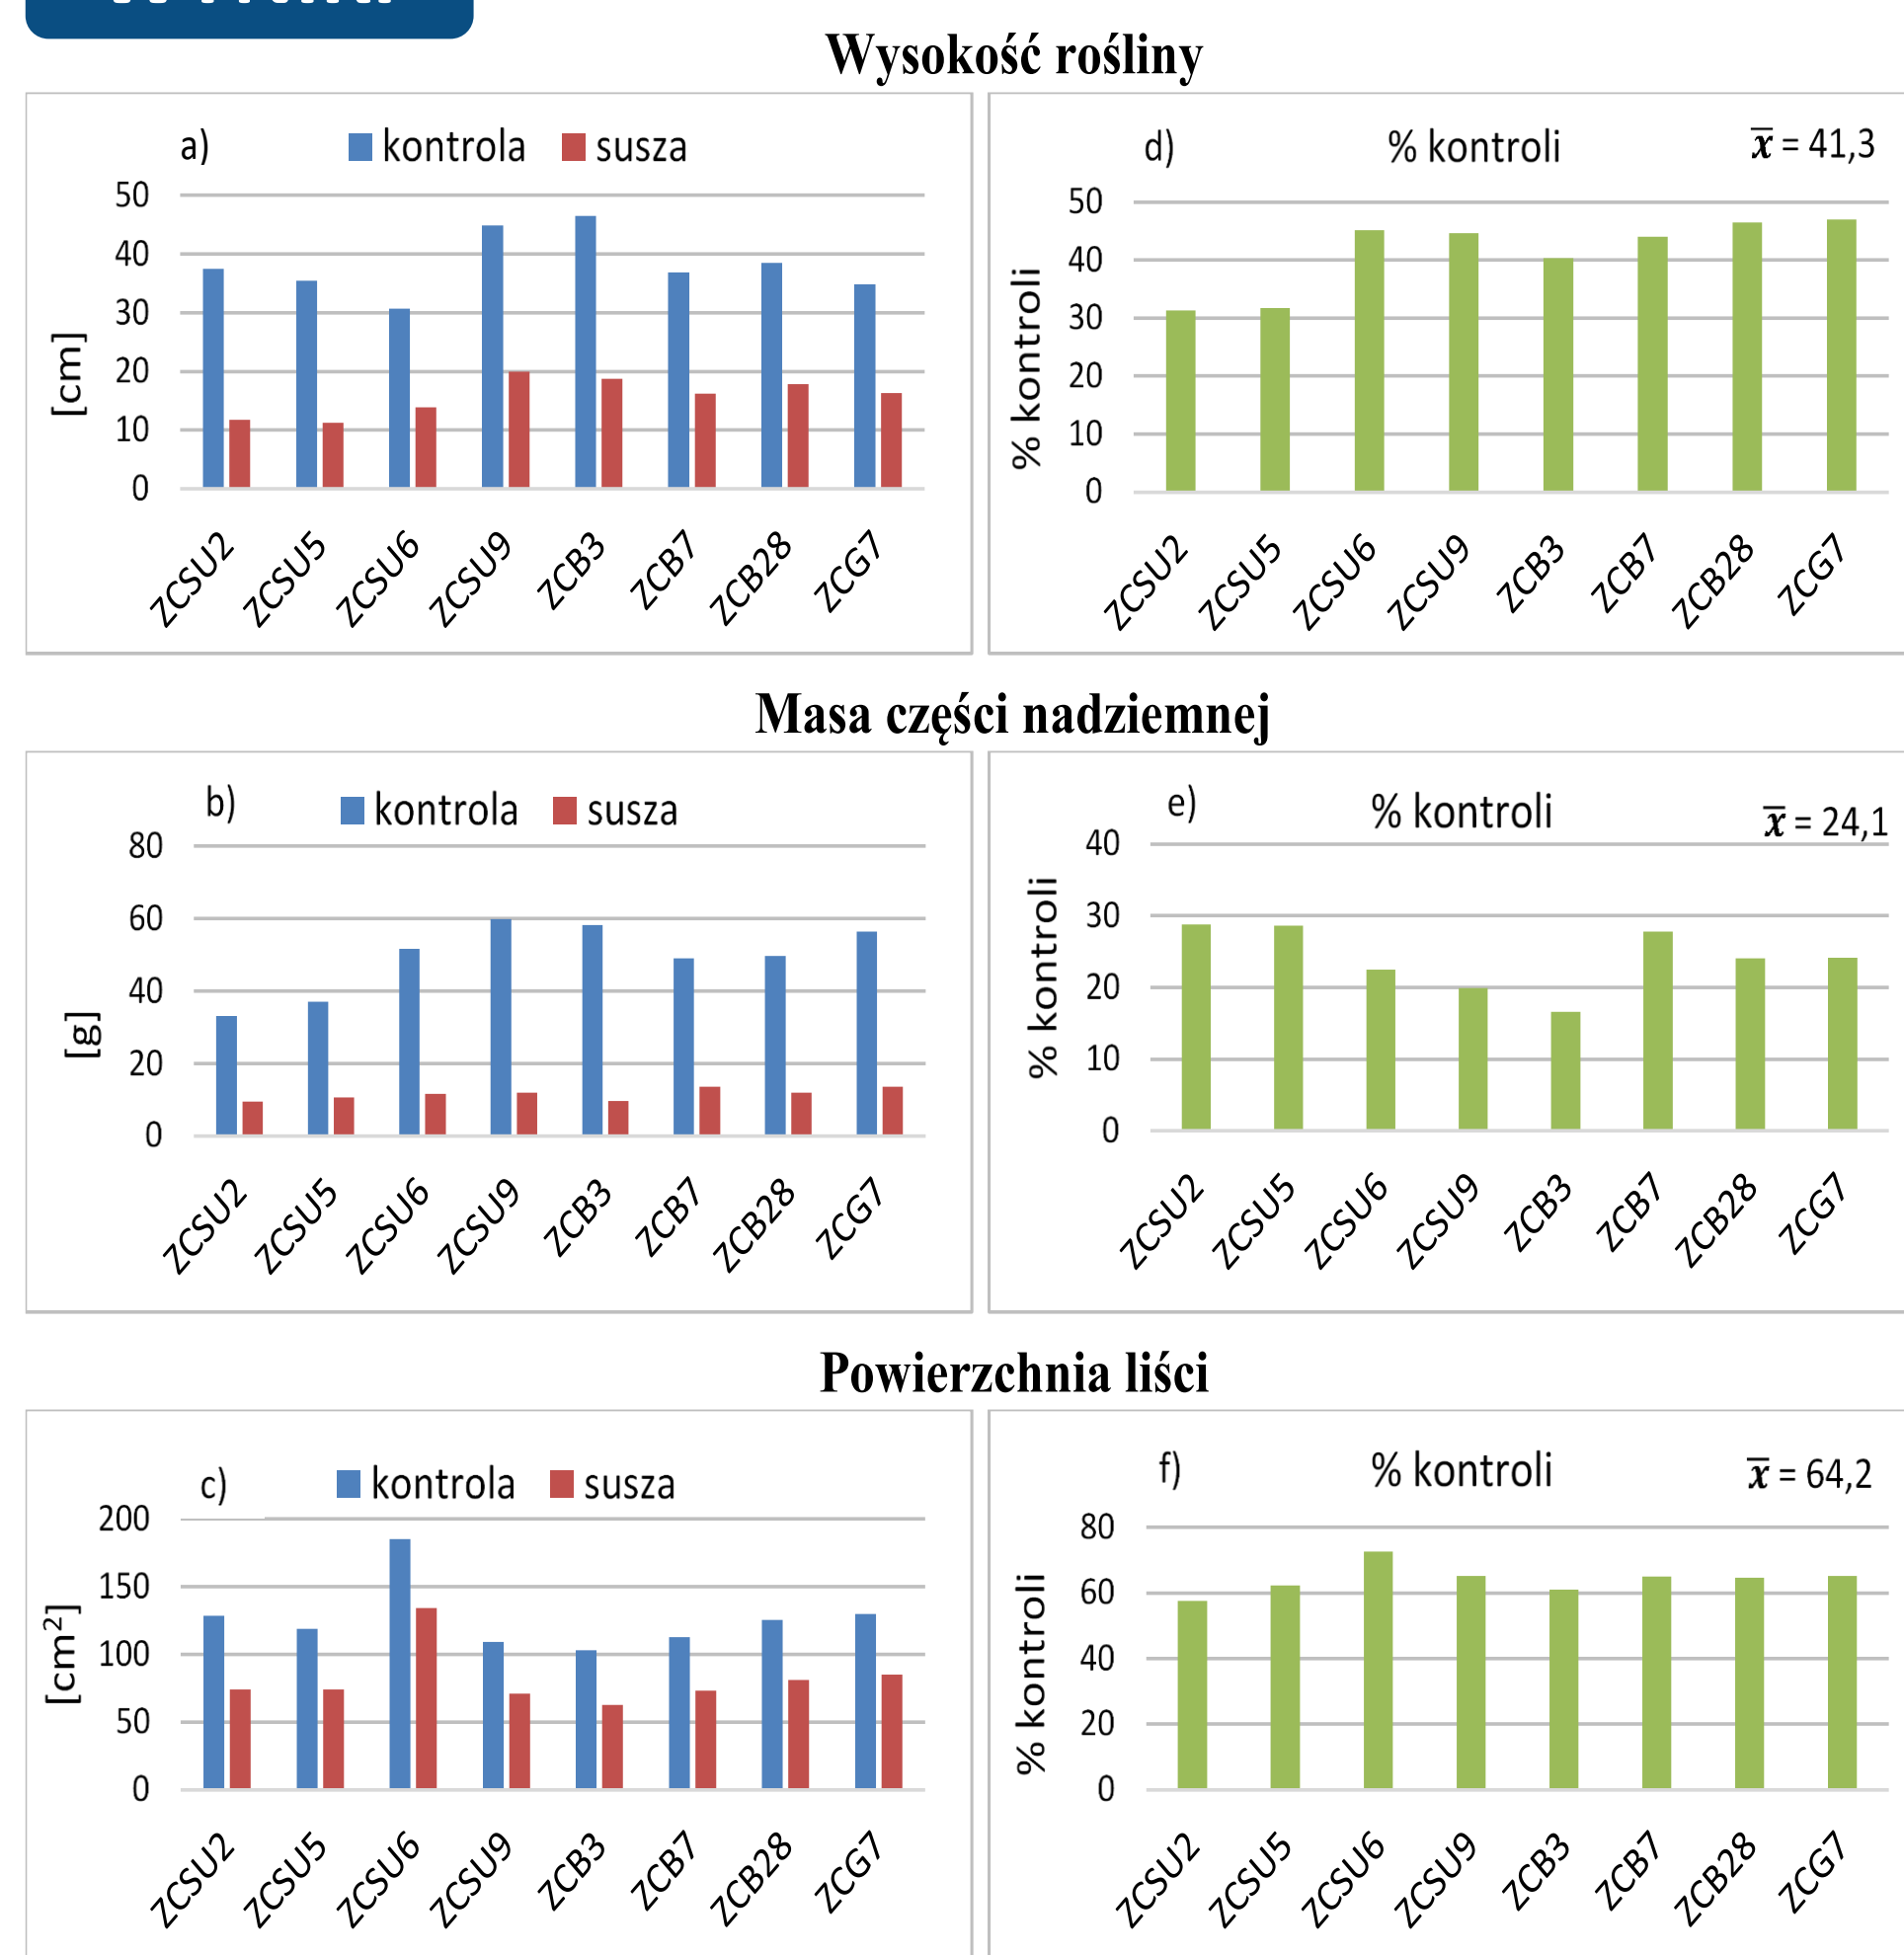 Wysokość rośliny
a) kontrola susza
50
40
30
20
10
0
[cm]
ZCSU2 ZCSU5 ZCSU6 ZCSU9 ZCB3 ZCB7 ZCB28 ZCG7
d) % kontroli x̅ = 41,3
50
40
30
20
10
0
% kontroli
ZCSU2 ZCSU5 ZCSU6 ZCSU9 ZCB3 ZCB7 ZCB28 ZCG7
Masa części nadziemnej
b) kontrola susza
80
60
40
20
0
[g]
ZCSU2 ZCSU5 ZCSU6 ZCSU9 ZCB3 ZCB7 ZCB28 ZCG7
e) % kontroli x̅ = 24,1
40
30
20
10
0
% kontroli
ZCSU2 ZCSU5 ZCSU6 ZCSU9 ZCB3 ZCB7 ZCB28 ZCG7
Powierzchnia liści
c) kontrola susza
200
150
100
50
0
[cm²]
ZCSU2 ZCSU5 ZCSU6 ZCSU9 ZCB3 ZCB7 ZCB28 ZCG7
f) % kontroli x̅ = 64,2
80
60
40
20
0
% kontroli
ZCSU2 ZCSU5 ZCSU6 ZCSU9 ZCB3 ZCB7 ZCB28 ZCG7